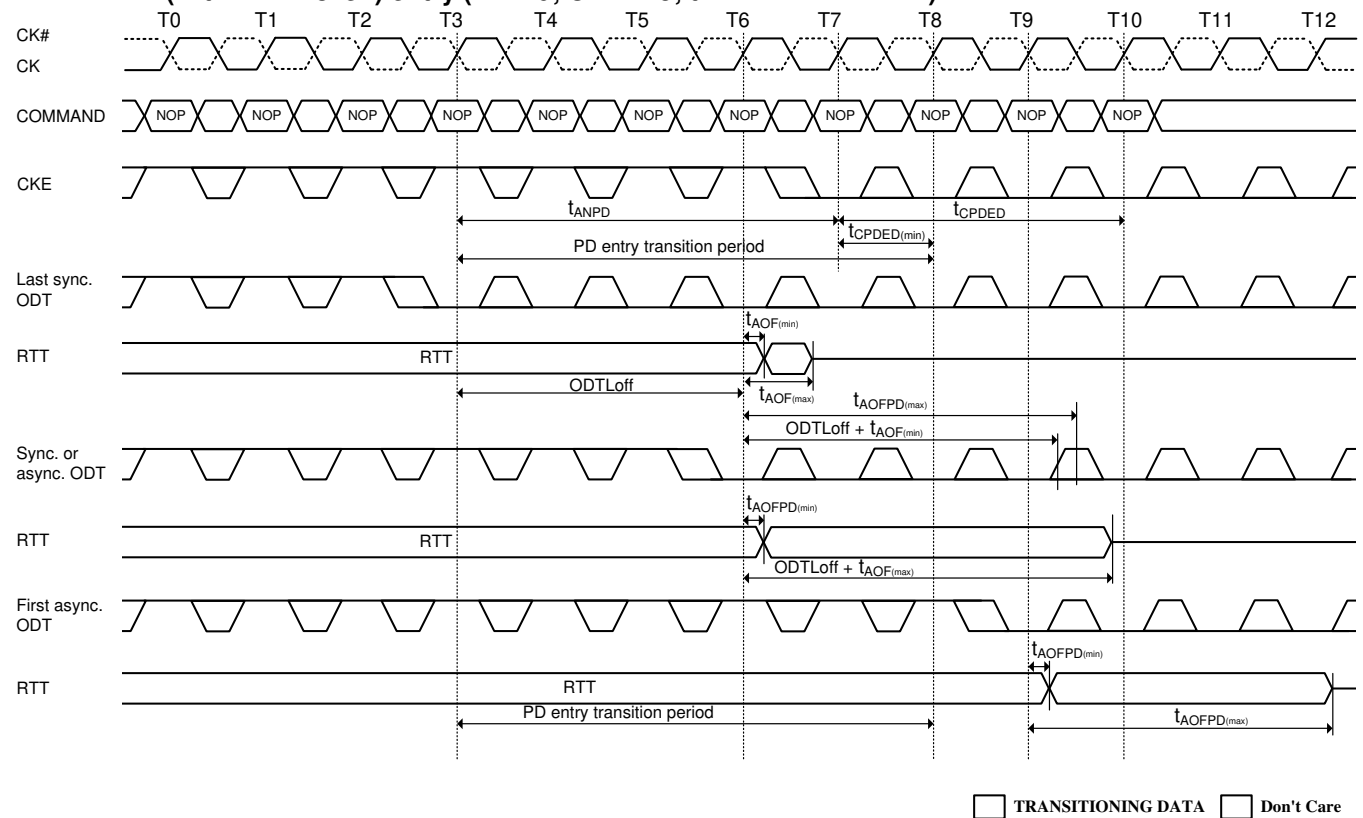 T0 T1 T2 T3 T4 T5 T6 T7 T8 T9 T10 T11 T12
CK#
CK
COMMAND NOP NOP NOP NOP NOP NOP NOP NOP NOP NOP NOP
CKE
tANPD tCPDED
tCPDED(min)
PD entry transition period
Last sync.
ODT
tAOF(min)
RTT RTT
ODTLoff
tAOF(max)
tAOFPD(max)
ODTLoff + tAOF(min)
Sync. or
async. ODT
tAOFPD(min)
RTT RTT
ODTLoff + tAOF(max)
First async.
ODT
tAOFPD(min)
RTT RTT
PD entry transition period
tAOFPD(max)
TRANSITIONING DATA Don't Care